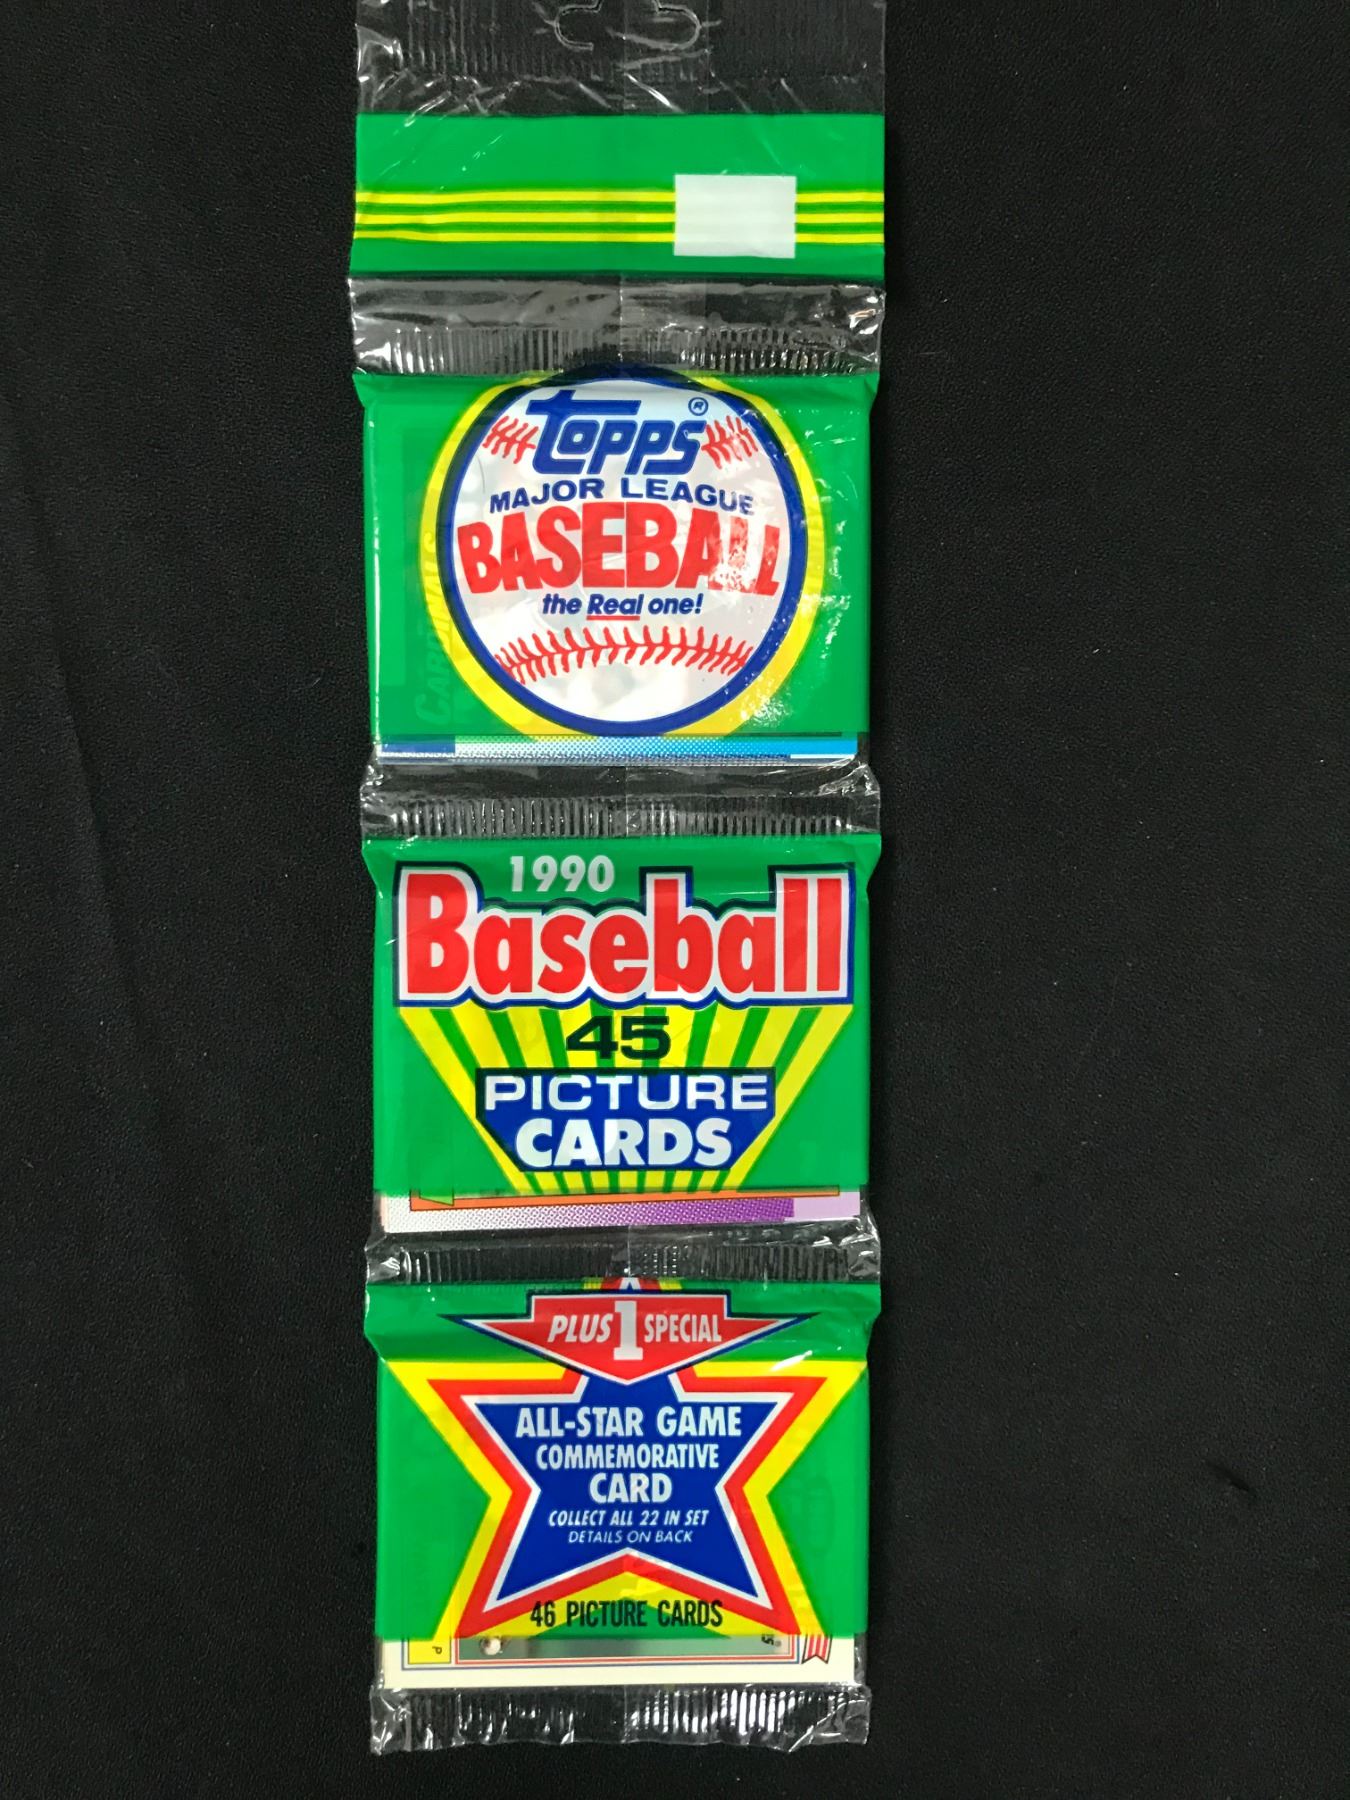 Topps®
MAJOR LEAGUE
BASEBALL
the Real one!
CARDINALS
1990
Baseball
45
PICTURE
CARDS
PLUS 1 SPECIAL
ALL-STAR GAME
COMMEMORATIVE
CARD
COLLECT ALL 22 IN SET
DETAILS ON BACK
46 PICTURE CARDS
P